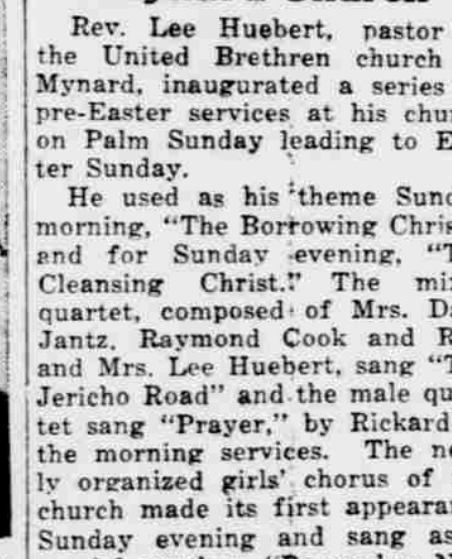 Rev. Lee Huebert, pastor
the United Brethren church
Mynard, inaugurated a series
pre-Easter services at his chu
on Palm Sunday leading to E
ter Sunday.
He used as his theme Sund
morning, "The Borrowing Chris
and for Sunday evening, "T
Cleansing Christ." The mi
quartet, composed of Mrs. Da
Jantz, Raymond Cook and R
and Mrs. Lee Huebert, sang "T
Jericho Road" and the male qu
tet sang "Prayer," by Rickard
the morning services. The ne
ly organized girls' chorus of
church made its first appeara
Sunday evening and sang as